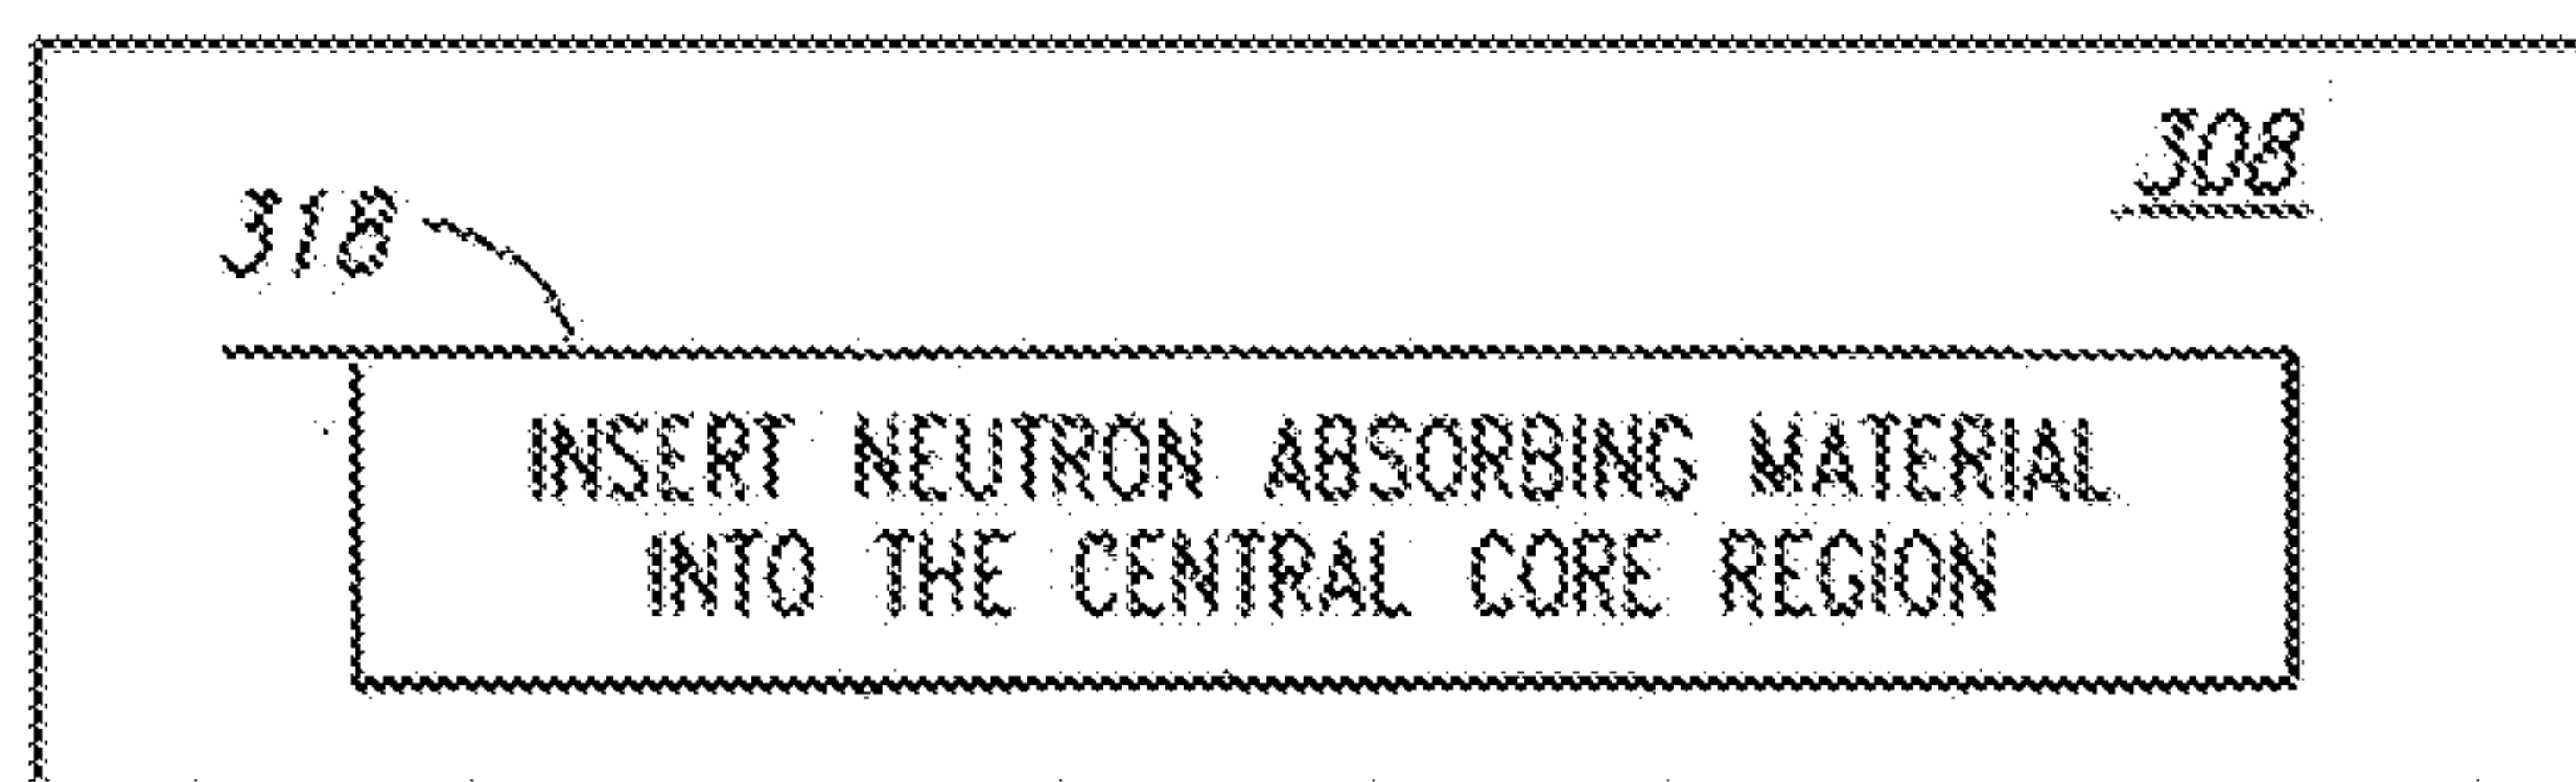 308
318
INSERT NEUTRON ABSORBING MATERIAL
INTO THE CENTRAL CORE REGION